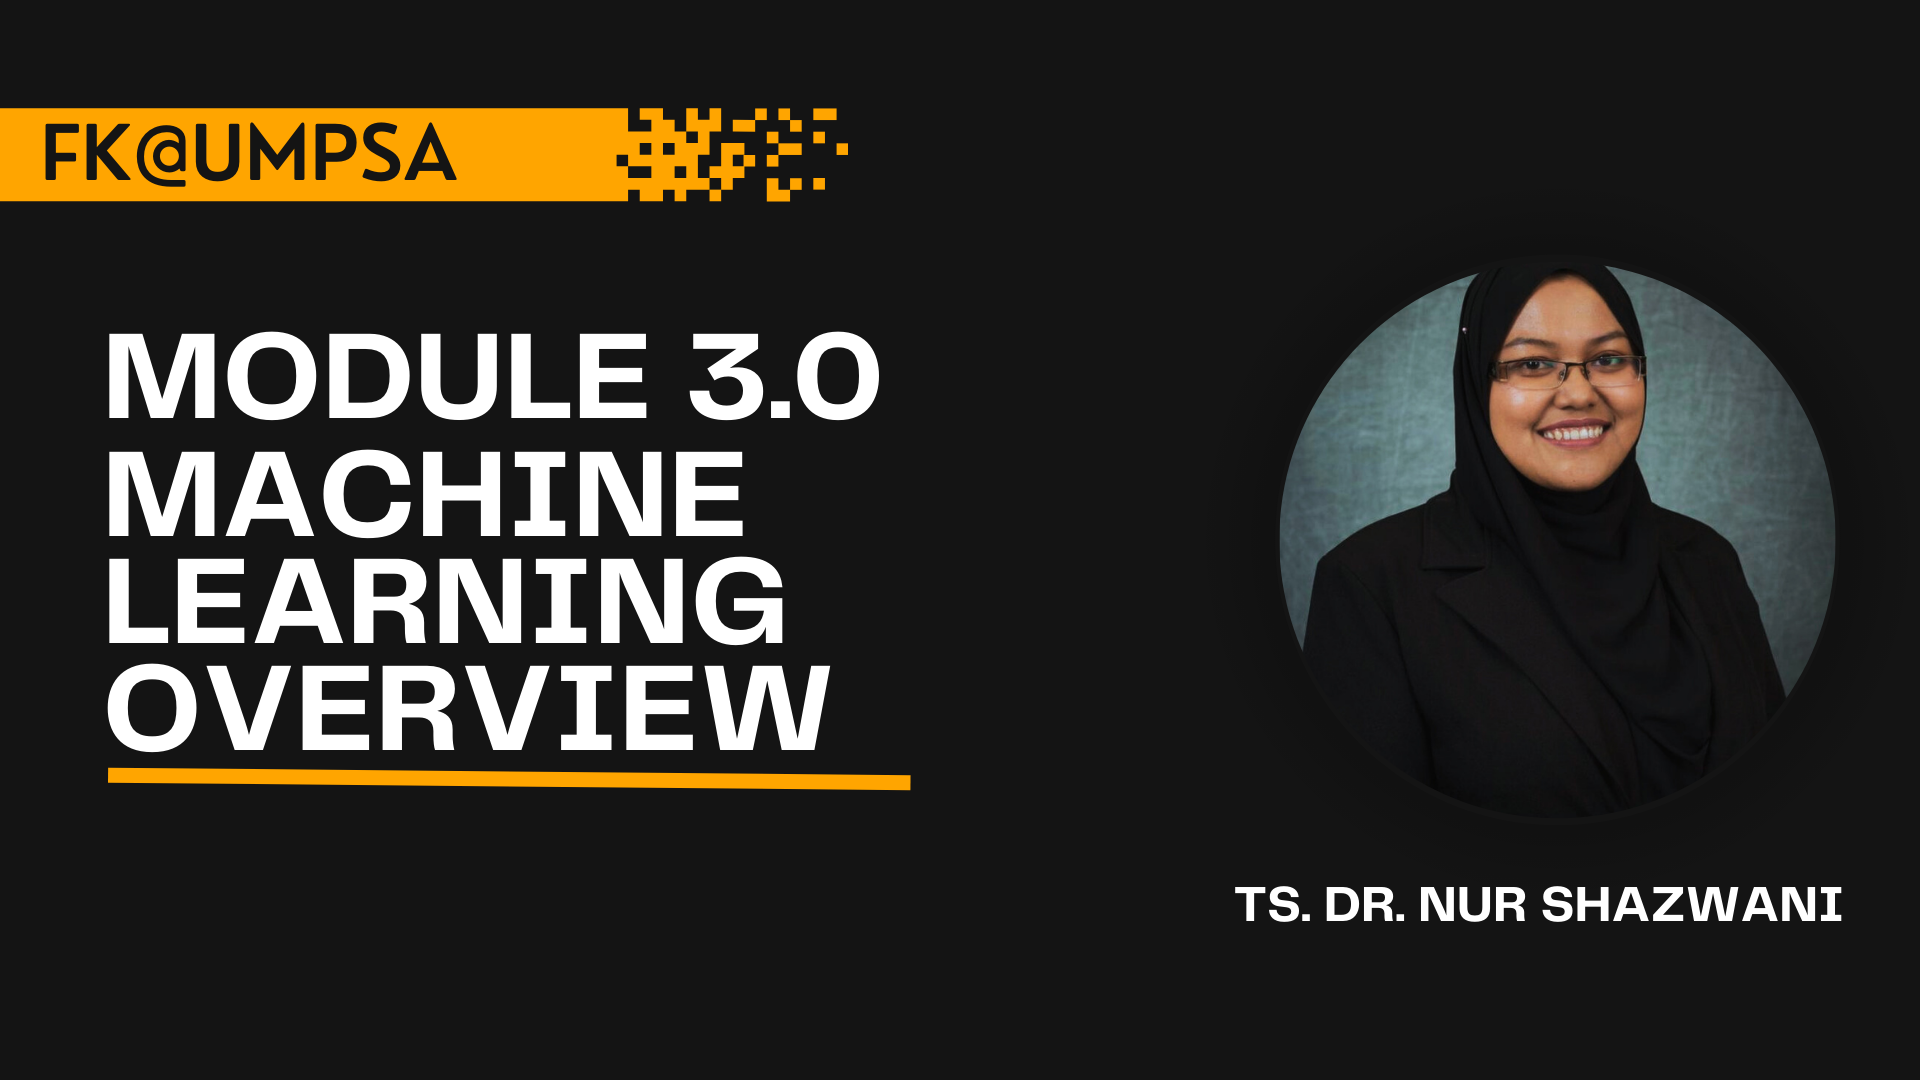 FK@UMPSA
MODULE 3.0
MACHINE
LEARNING
OVERVIEW
TS. DR. NUR SHAZWANI